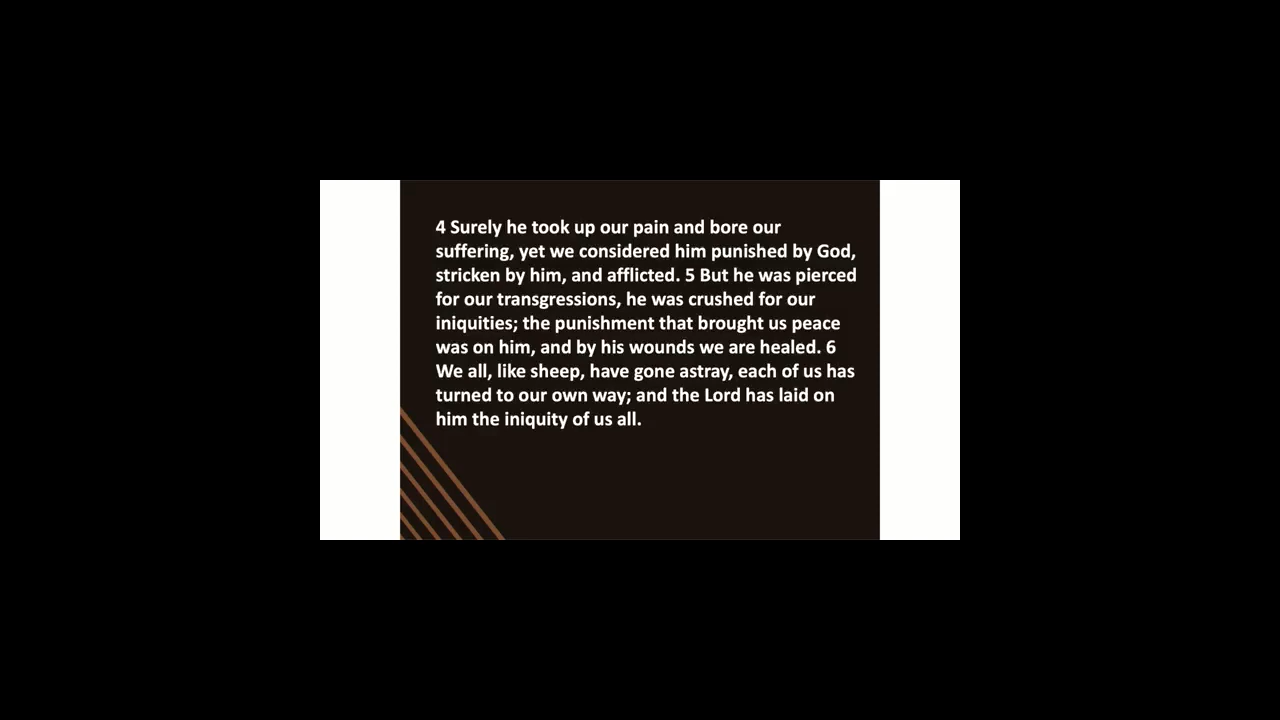 4 Surely he took up our pain and bore our
suffering, yet we considered him punished by God,
stricken by him, and afflicted. 5 But he was pierced
for our transgressions, he was crushed for our
iniquities; the punishment that brought us peace
was on him, and by his wounds we are healed. 6
We all, like sheep, have gone astray, each of us has
turned to our own way; and the Lord has laid on
him the iniquity of us all.